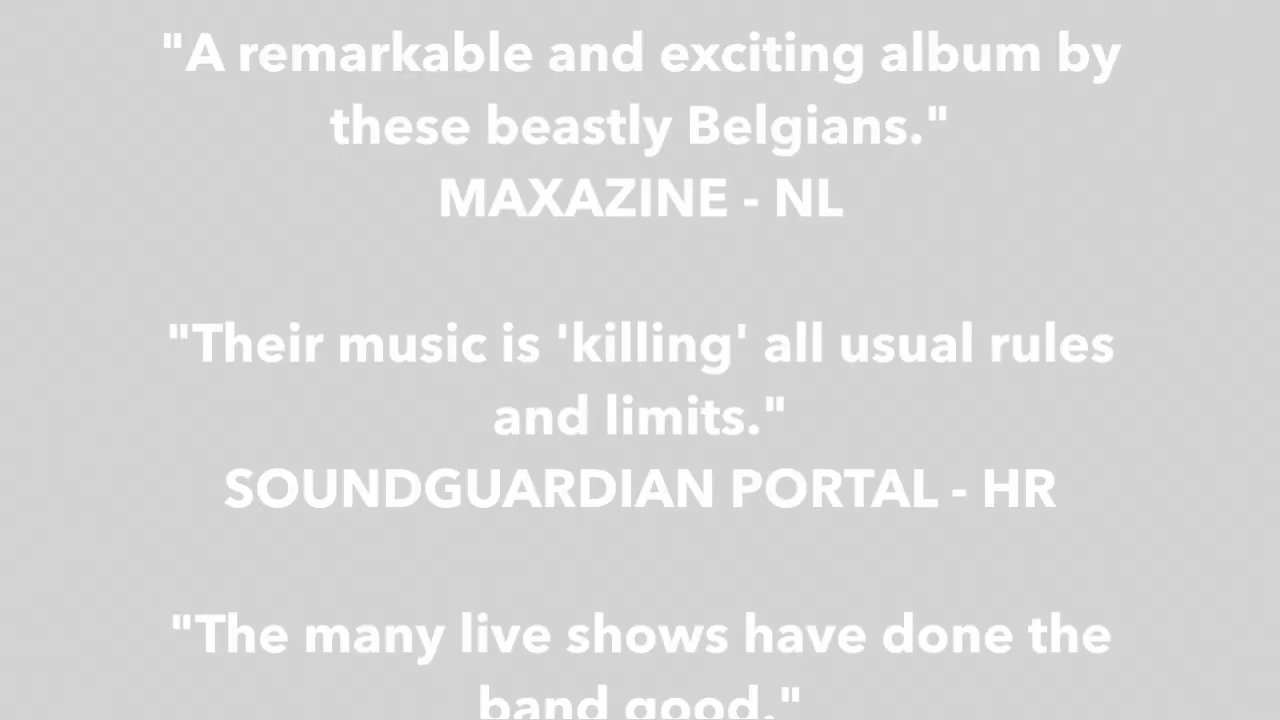 "A remarkable and exciting album by
these beastly Belgians."
MAXAZINE - NL
"Their music is 'killing' all usual rules
and limits."
SOUNDGUARDIAN PORTAL - HR
"The many live shows have done the
band good."